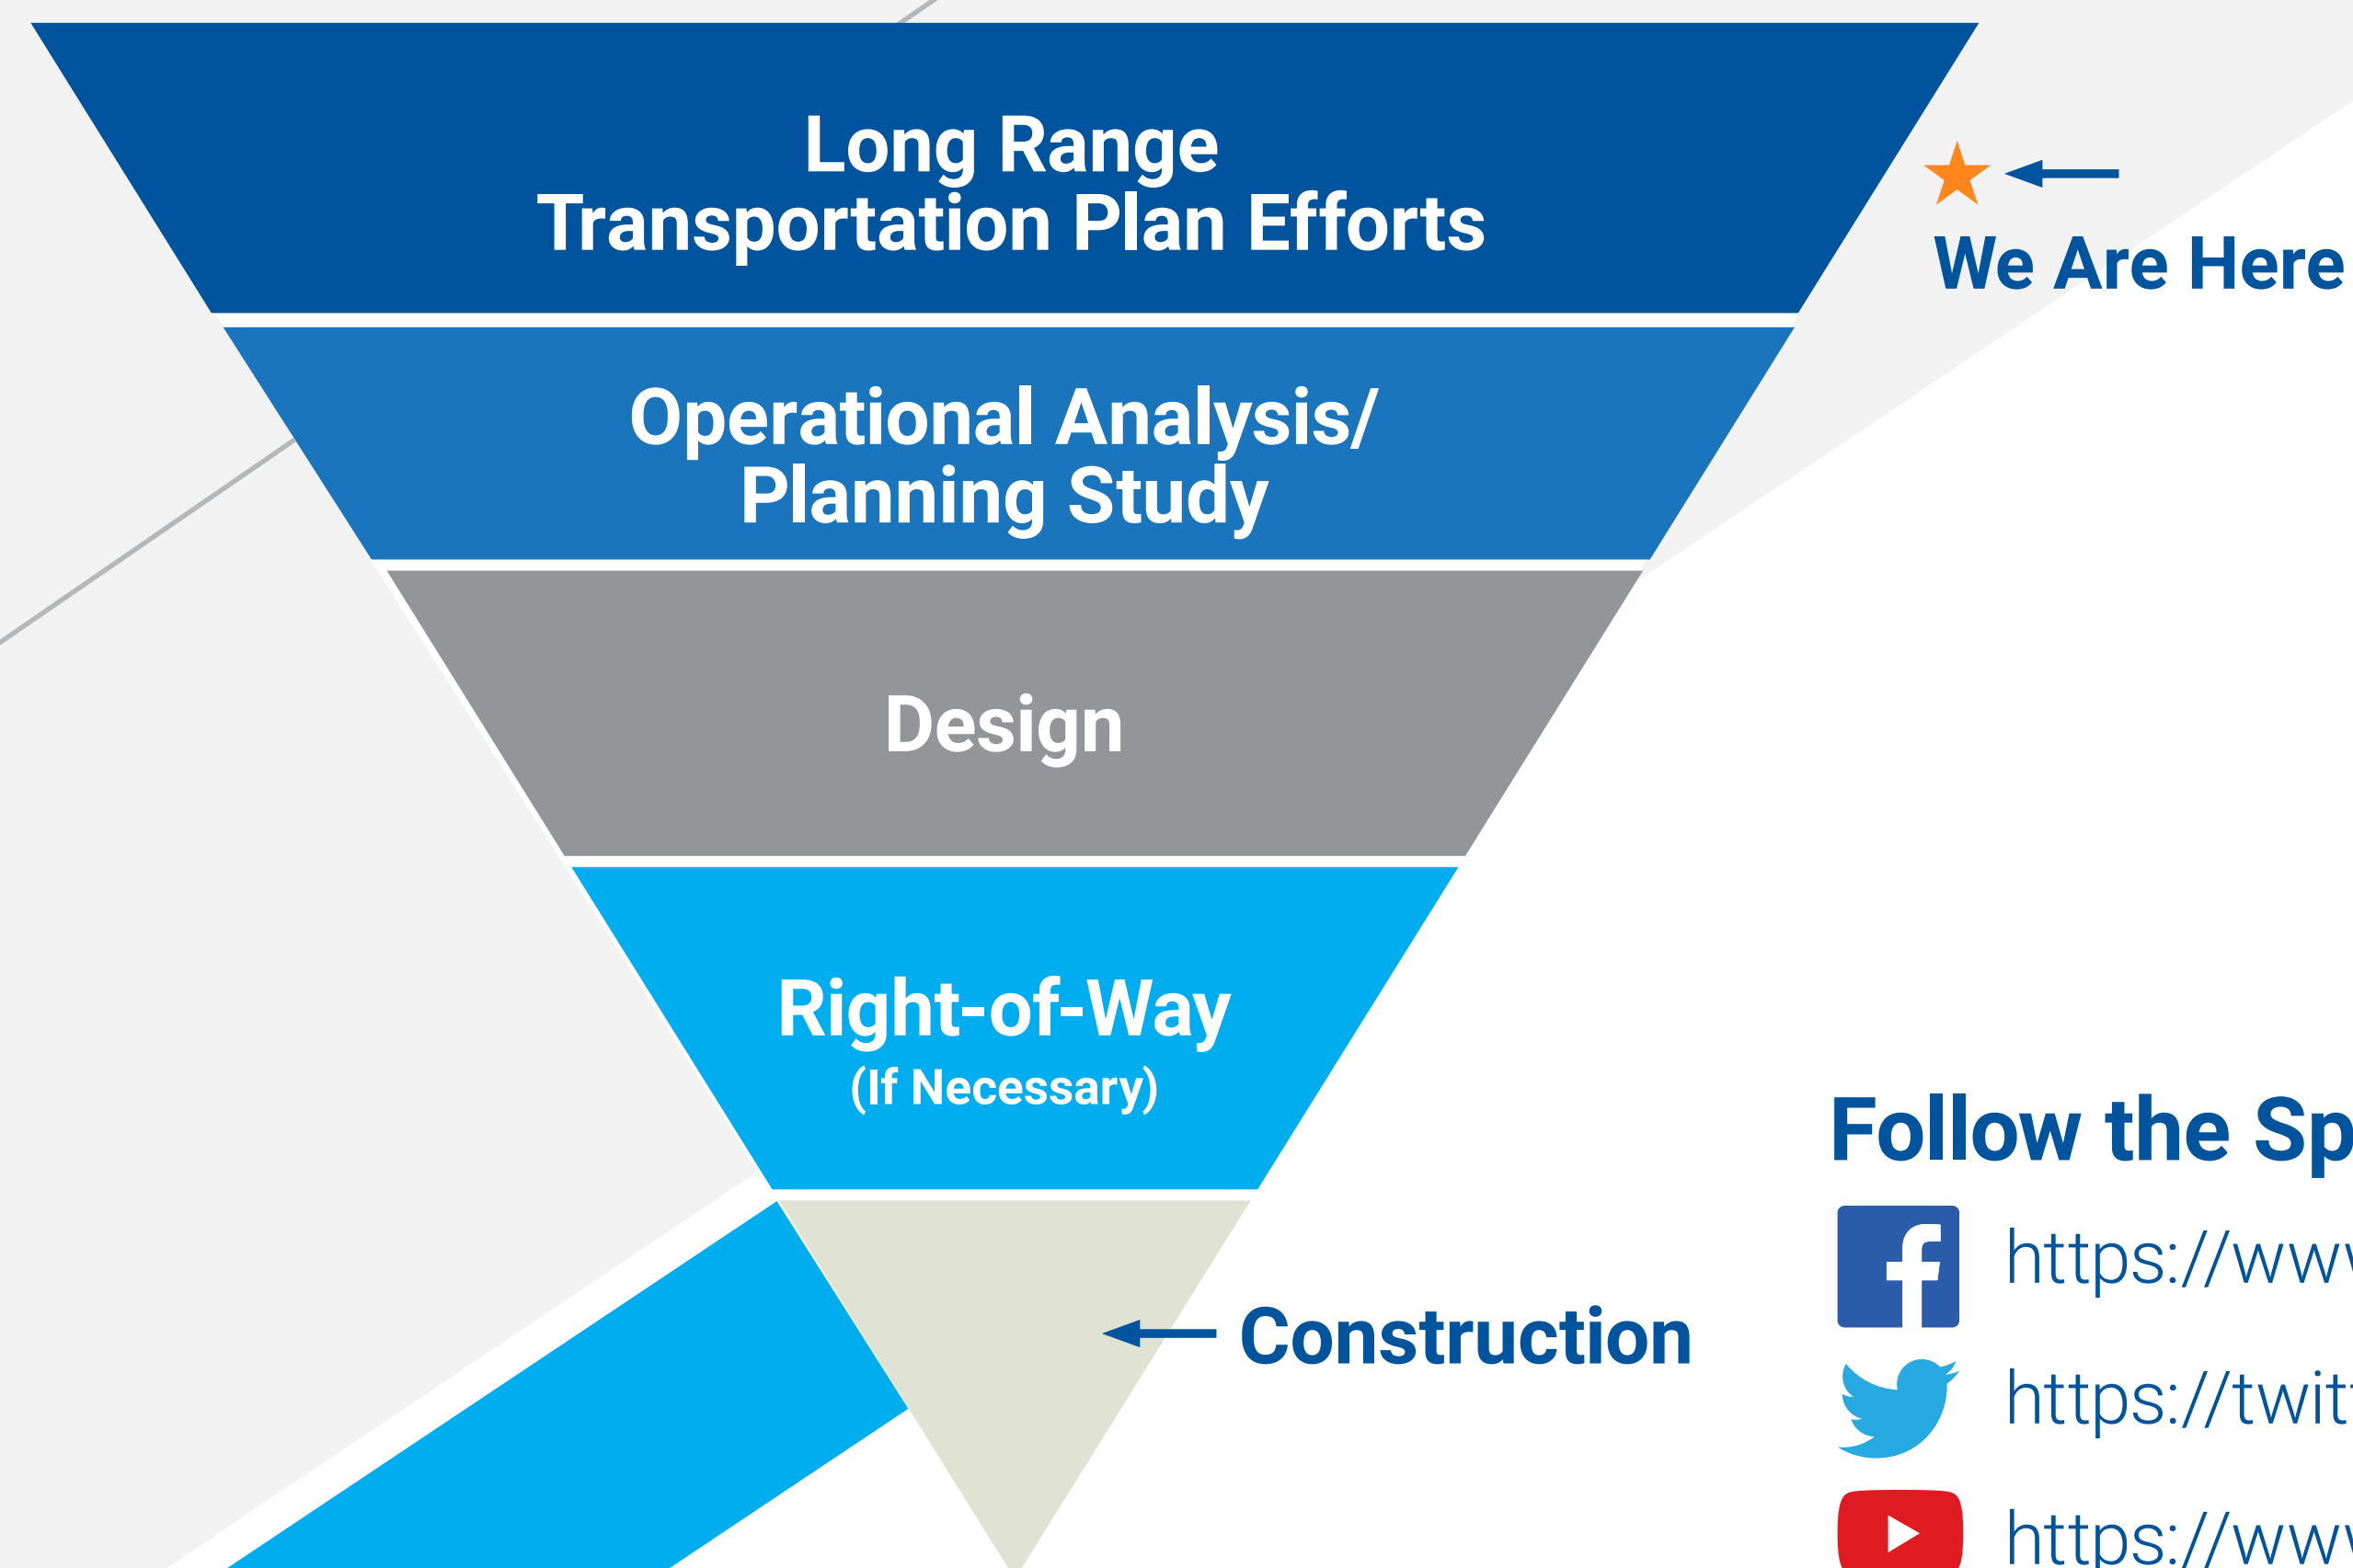 Long Range
Transportation Plan Efforts
We Are Here
Operational Analysis/
Planning Study
Design
Right-of-Way
(If Necessary)
Construction
Follow the Sp
https://www
https://twit
https://www